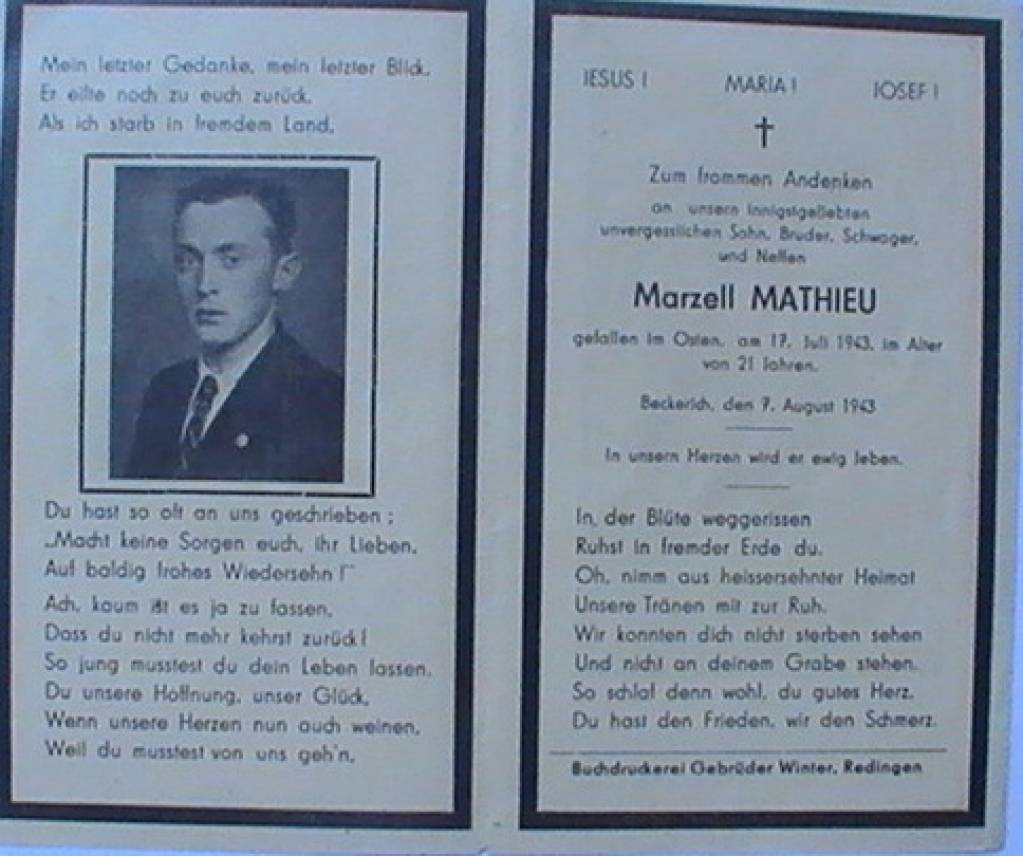 Mein letzter Gedanke, mein letzter Blick,
Er eilte noch zu euch zurück,
Als ich starb in fremdem Land.
Du hast so oft an uns geschrieben :
„Macht keine Sorgen euch, ihr Lieben,
Auf baldig frohes Wiedersehn !"
Ach, kaum ist es ja zu fassen,
Dass du nicht mehr kehrst zurück !
So jung musstest du dein Leben lassen,
Du unsere Hoffnung, unser Glück,
Wenn unsere Herzen nun auch weinen,
Weil du musstest von uns geh'n.
JESUS ! MARIA ! JOSEF !
Zum frommen Andenken
an unsern innigstgeliebten
unvergesslichen Sohn, Bruder, Schwager,
und Neffen
Marzell MATHIEU
gefallen im Osten, am 17. Juli 1943, im Alter
von 21 Jahren.
Beckerich, den 7. August 1943
In unsern Herzen wird er ewig leben.
In der Blüte weggerissen
Ruhst in fremder Erde du.
Oh, nimm aus heissersehnter Heimat
Unsere Tränen mit zur Ruh.
Wir konnten dich nicht sterben sehen
Und nicht an deinem Grabe stehen.
So schlaf denn wohl, du gutes Herz.
Du hast den Frieden, wir den Schmerz.
Buchdruckerei Gebrüder Winter, Redingen